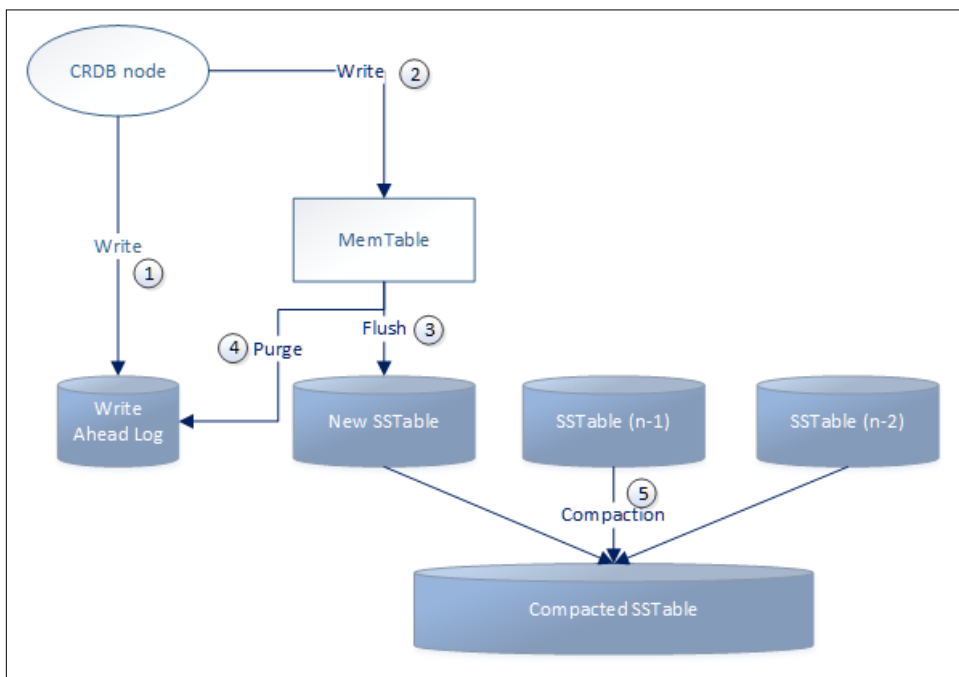 CRDB node
Write 2
Write
1
MemTable
Flush 3
4 Purge
Write
Ahead Log
New SSTable
SSTable (n-1)
SSTable (n-2)
5
Compaction
Compacted SSTable